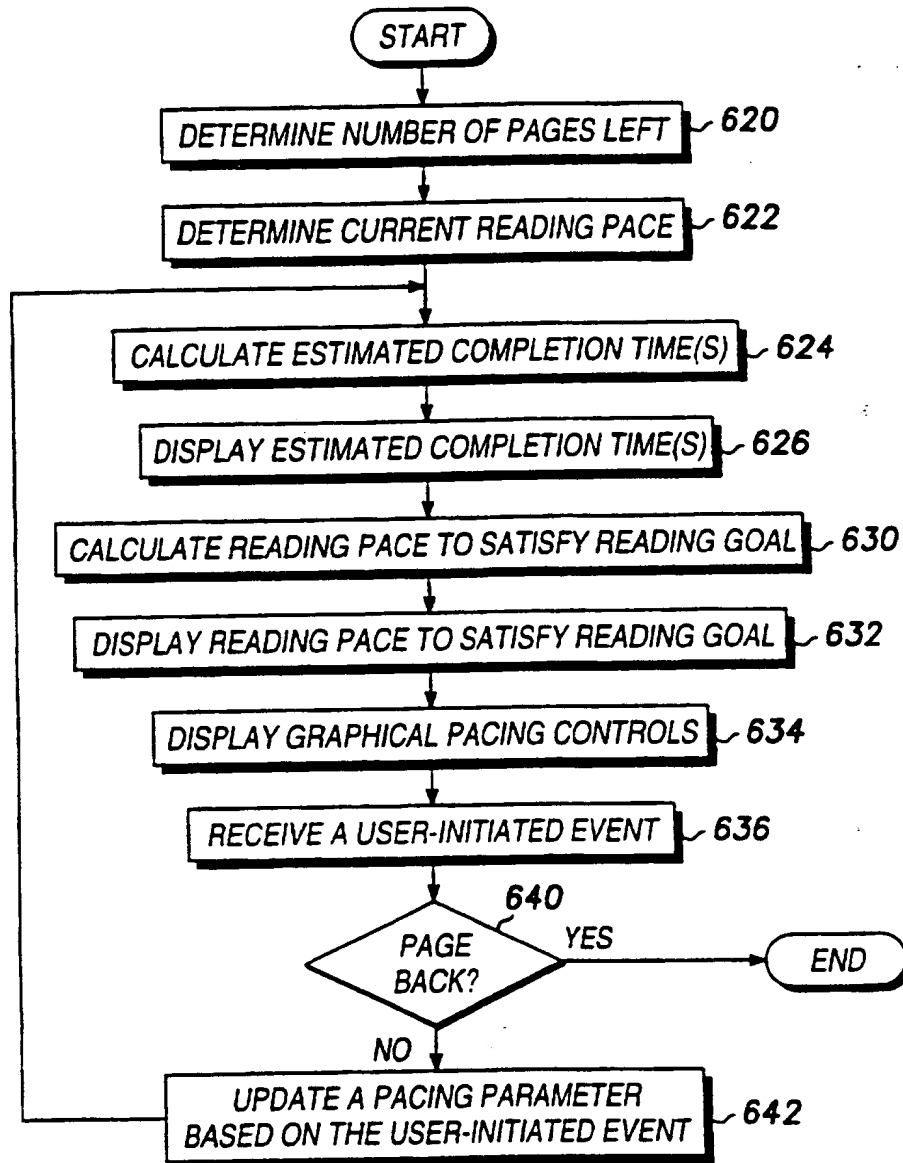 START
DETERMINE NUMBER OF PAGES LEFT 620
DETERMINE CURRENT READING PACE 622
CALCULATE ESTIMATED COMPLETION TIME(S) 624
DISPLAY ESTIMATED COMPLETION TIME(S) 626
CALCULATE READING PACE TO SATISFY READING GOAL 630
DISPLAY READING PACE TO SATISFY READING GOAL 632
DISPLAY GRAPHICAL PACING CONTROLS 634
RECEIVE A USER-INITIATED EVENT 636
640
PAGE
BACK?
YES
END
NO
UPDATE A PACING PARAMETER
BASED ON THE USER-INITIATED EVENT 642